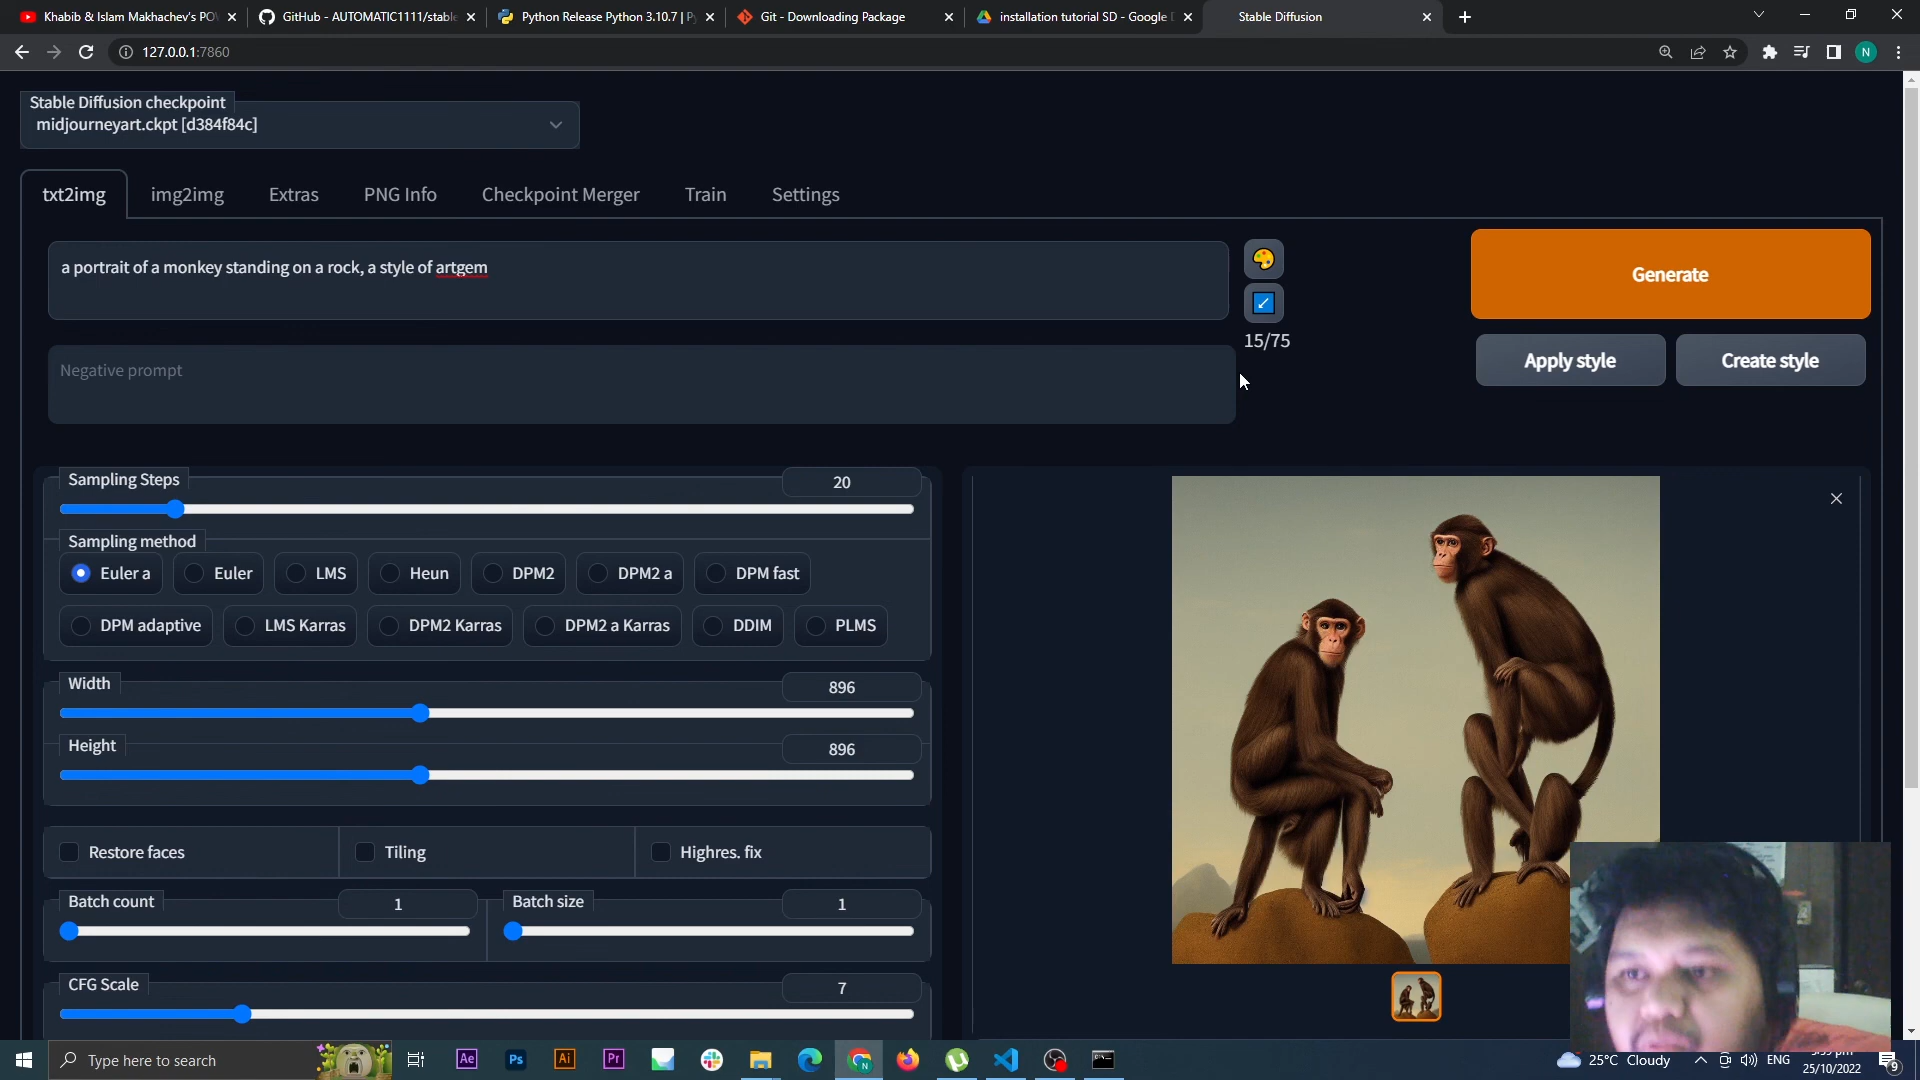 Khabib & Islam Makhachev's PO
GitHub - AUTOMATIC1111/stable
Python Release Python 3.10.7 | P
Git - Downloading Package
installation tutorial SD - Google
Stable Diffusion
127.0.0.1:7860
N
Stable Diffusion checkpoint
midjourneyart.ckpt [d384f84c]
txt2img
img2img
Extras
PNG Info
Checkpoint Merger
Train
Settings
a portrait of a monkey standing on a rock, a style of artgem
Generate
15/75
Negative prompt
Apply style
Create style
Sampling Steps
20
Sampling method
Euler a
Euler
LMS
Heun
DPM2
DPM2 a
DPM fast
DPM adaptive
LMS Karras
DPM2 Karras
DPM2 a Karras
DDIM
PLMS
Width
896
Height
896
Restore faces
Tiling
Highres. fix
Batch count
1
Batch size
1
CFG Scale
7
Type here to search
Ae
Ps
Ai
Pr
N
25°C Cloudy
ENG
25/10/2022
9